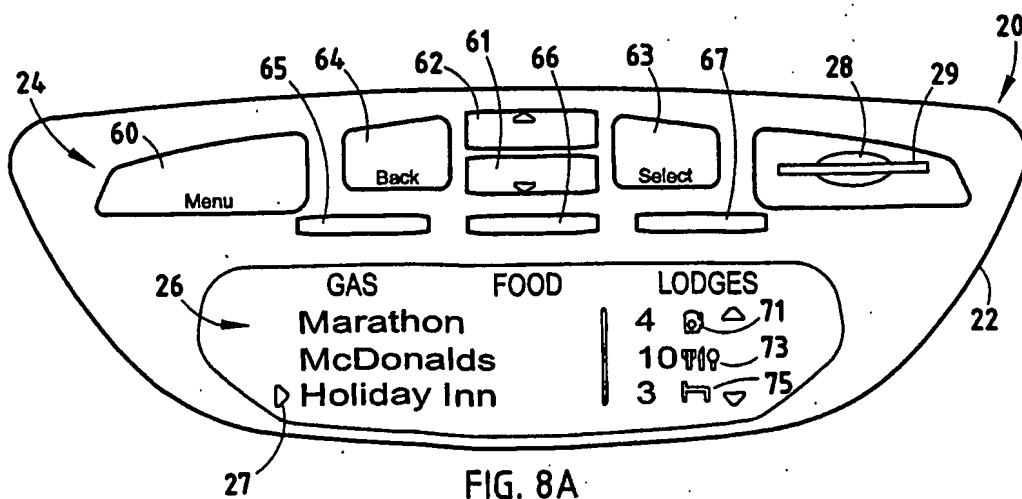 20
61
64 62 66 63 67 28 29
65
24
60
Back Select
Menu
26 GAS FOOD LODGES
Marathon 4 71
22
McDonalds 10 73
Holiday Inn 3 75
27
FIG. 8A